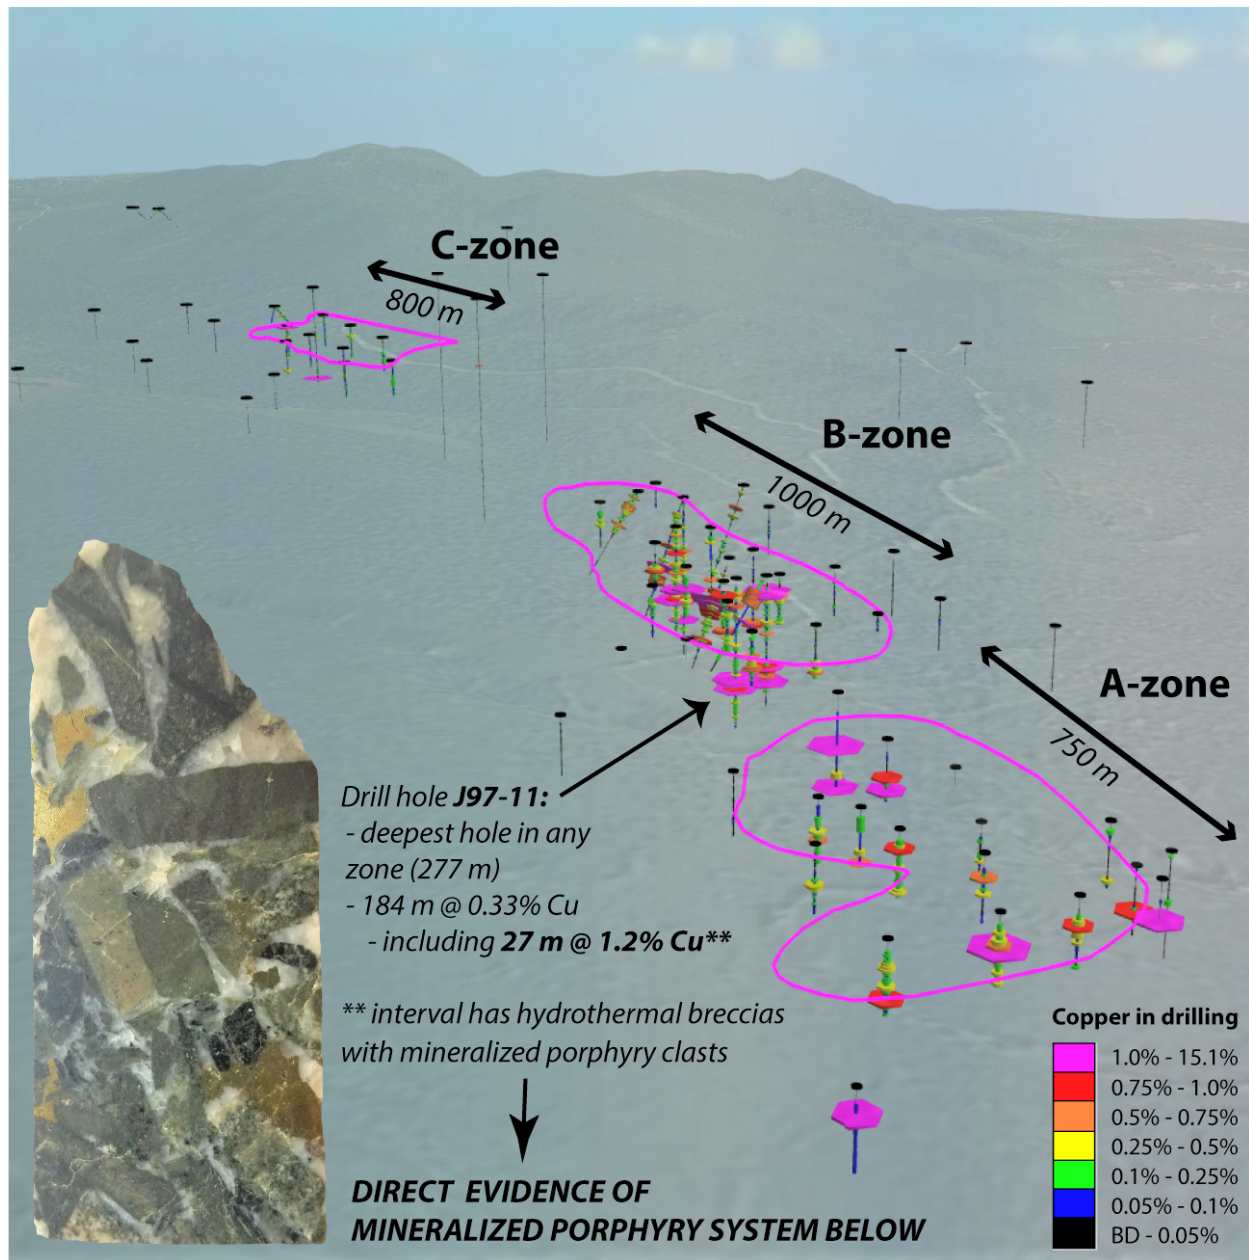 C-zone
800 m
B-zone
1000 m
A-zone
750 m
Drill hole J97-11:
- deepest hole in any
zone (277 m)
- 184 m @ 0.33% Cu
- including 27 m @ 1.2% Cu**
** interval has hydrothermal breccias
with mineralized porphyry clasts
DIRECT EVIDENCE OF
MINERALIZED PORPHYRY SYSTEM BELOW
Copper in drilling
1.0% - 15.1%
0.75% - 1.0%
0.5% - 0.75%
0.25% - 0.5%
0.1% - 0.25%
0.05% - 0.1%
BD - 0.05%